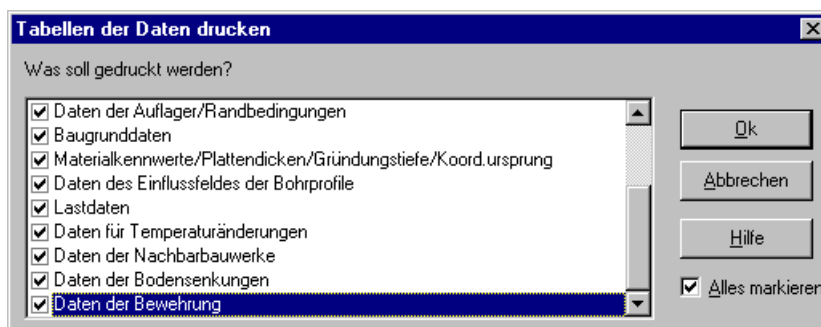 Tabellen der Daten drucken
Was soll gedruckt werden?
Daten der Auflager/Randbedingungen
Baugrunddaten
Materialkennwerte/Plattendicken/Gründungstiefe/Koord.ursprung
Daten des Einflussfeldes der Bohrprofile
Lastdaten
Daten für Temperaturänderungen
Daten der Nachbarbauwerke
Daten der Bodensenkungen
Daten der Bewehrung
Ok
Abbrechen
Hilfe
Alles markieren